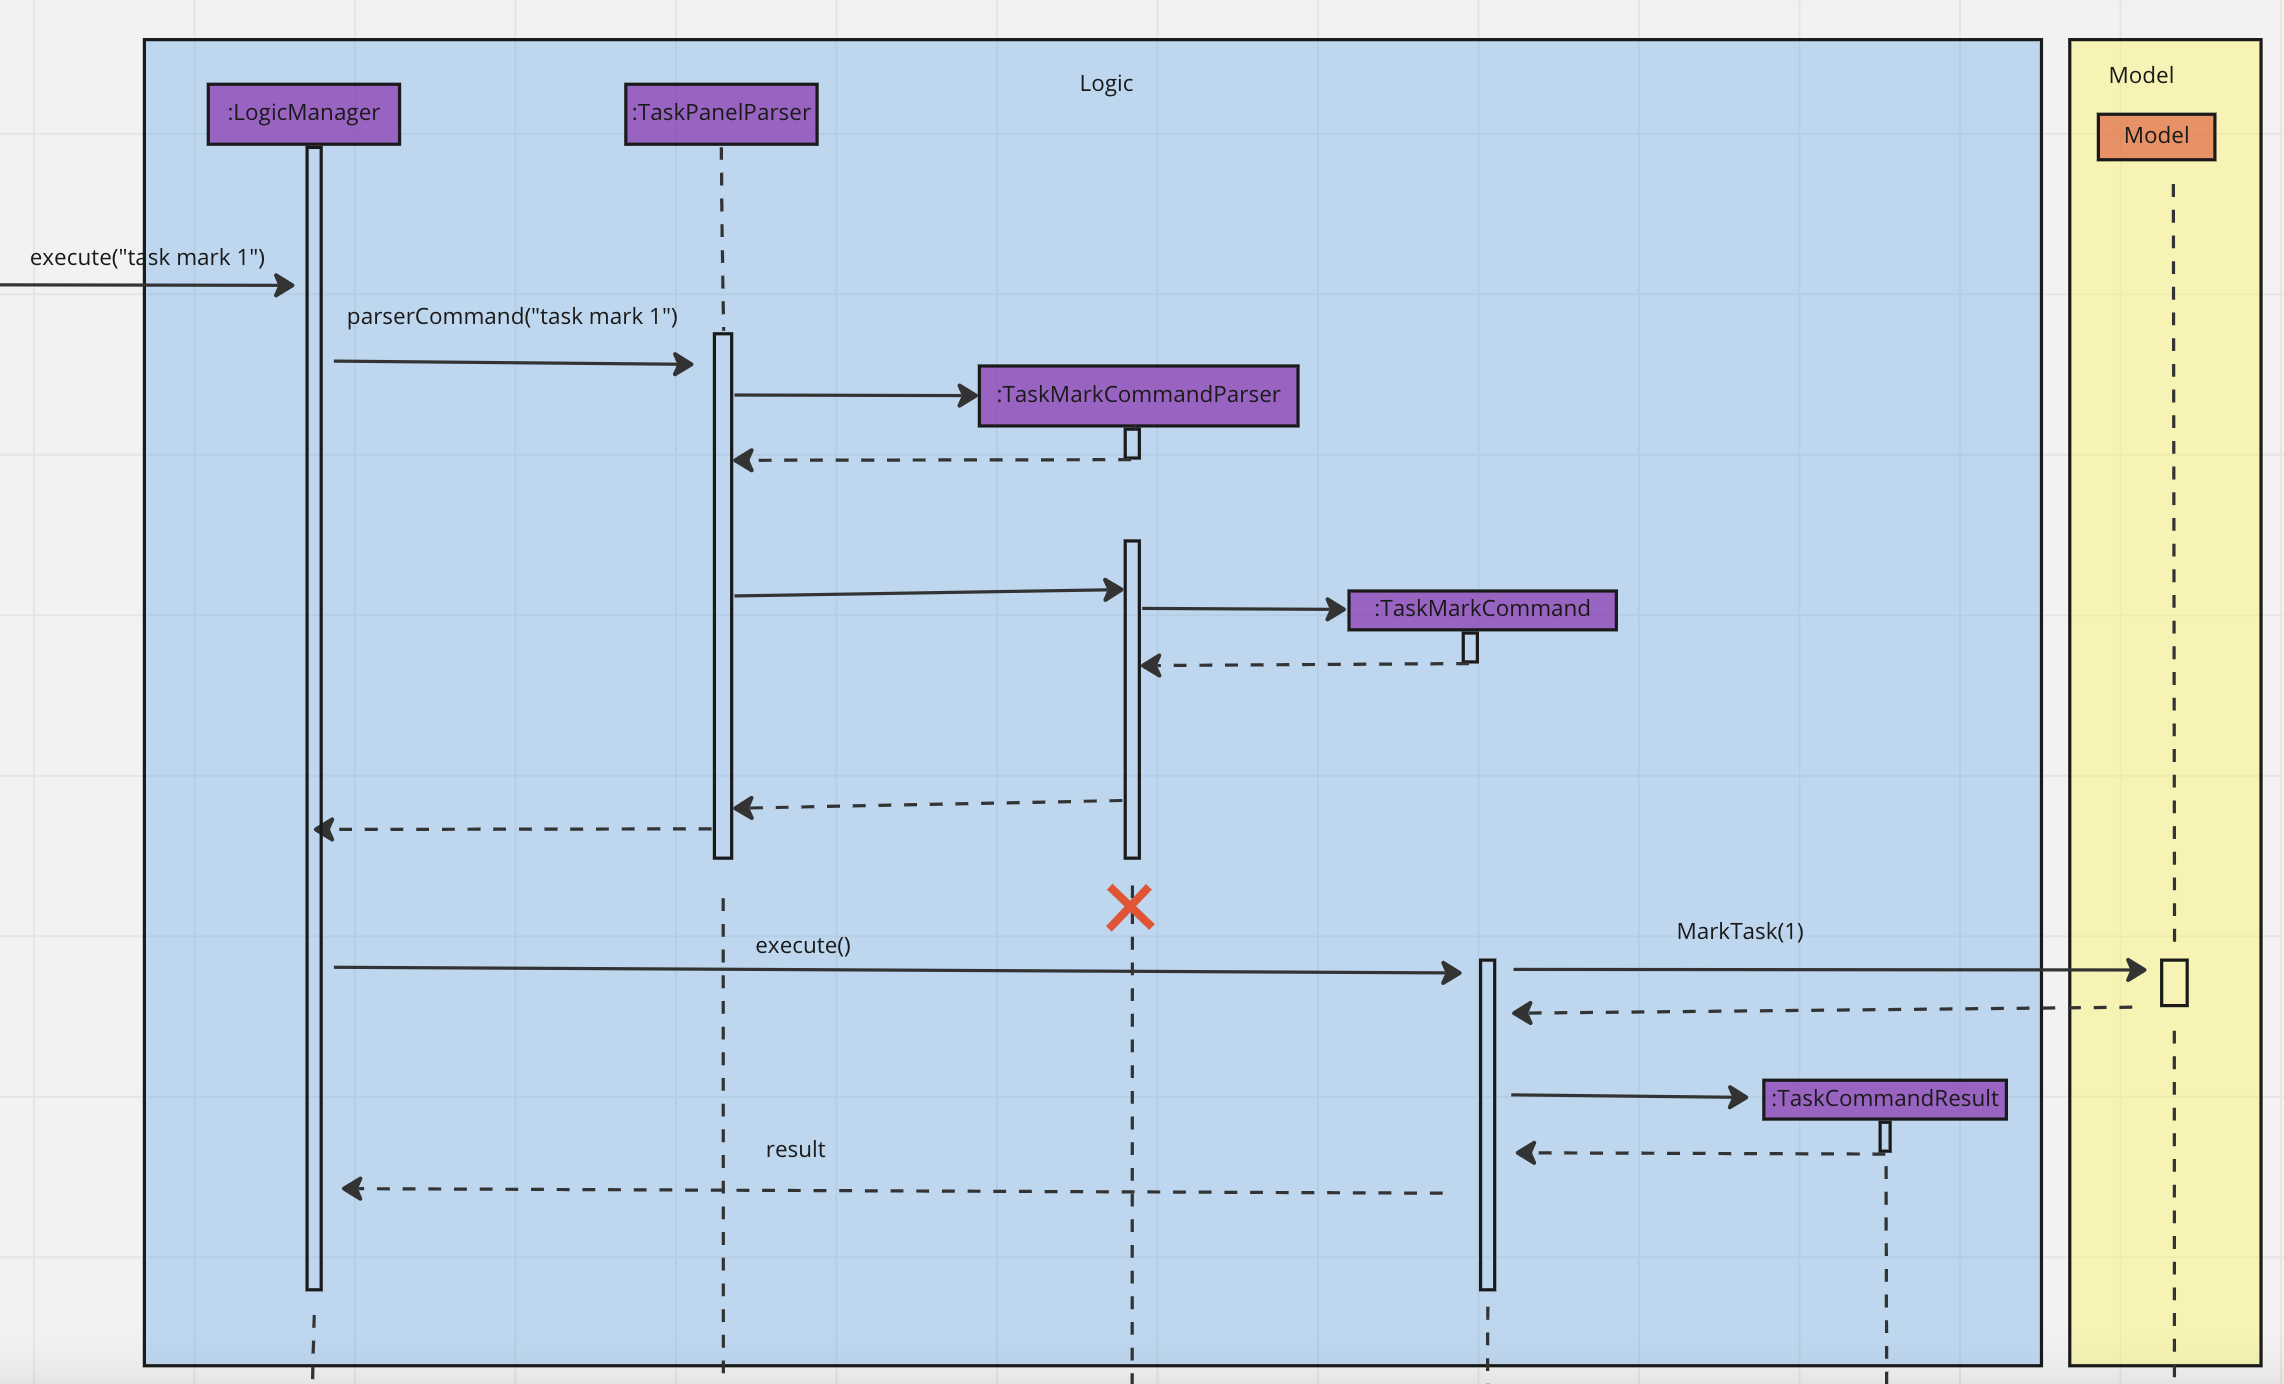 Logic
Model
:LogicManager
:TaskPanelParser
Model
execute("task mark 1")
parserCommand("task mark 1")
:TaskMarkCommandParser
:TaskMarkCommand
execute()
MarkTask(1)
:TaskCommandResult
result